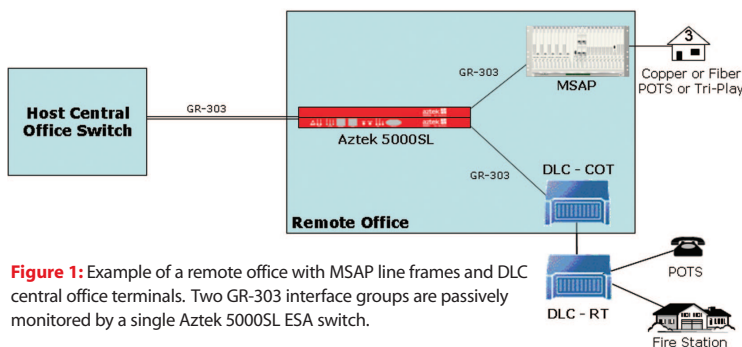 3
GR-303
MSAP
Copper or Fiber
POTS or Tri-Play
Host Central
Office Switch
GR-303
Aztek 5000SL
GR-303
DLC - COT
Remote Office
POTS
DLC - RT
Fire Station
Figure 1: Example of a remote office with MSAP line frames and DLC
central office terminals. Two GR-303 interface groups are passively
monitored by a single Aztek 5000SL ESA switch.